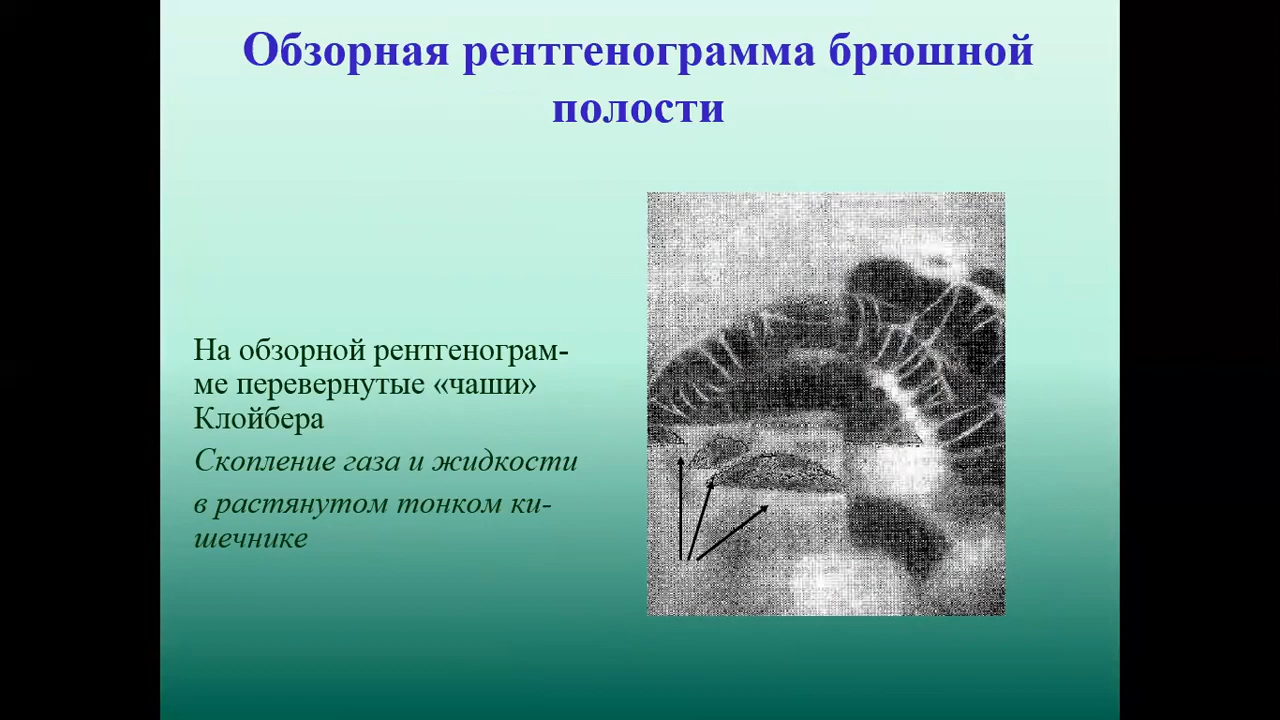 Обзорная рентгенограмма брюшной
полости
На обзорной рентгенограм-
ме перевернутые «чаши»
Клойбера
Скопление газа и жидкости
в растянутом тонком ки-
шечнике